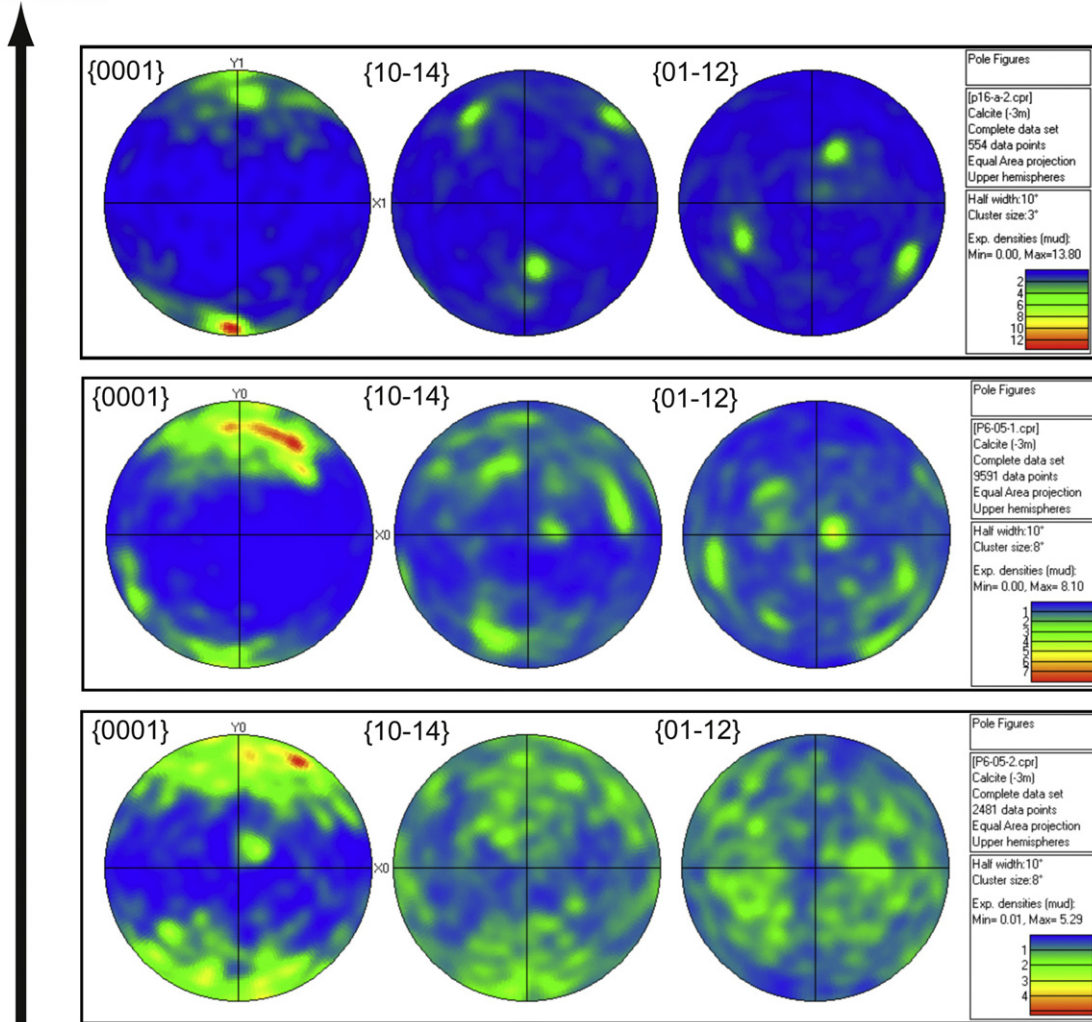 {0001} {10-14} {01-12}
Y1
X1
Pole Figures
[p16-a-2.cpr]
Calcite (-3m)
Complete data set
554 data points
Equal Area projection
Upper hemispheres
Half width:10°
Cluster size:3°
Exp. densities (mud):
Min= 0.00, Max=13.80
2
4
6
8
10
12
{0001} {10-14} {01-12}
Y0
X0
Pole Figures
[P6-05-1.cpr]
Calcite (-3m)
Complete data set
9591 data points
Equal Area projection
Upper hemispheres
Half width:10°
Cluster size:8°
Exp. densities (mud):
Min= 0.00, Max= 8.10
1
2
3
4
5
6
7
{0001} {10-14} {01-12}
Y0
X0
Pole Figures
[P6-05-2.cpr]
Calcite (-3m)
Complete data set
2481 data points
Equal Area projection
Upper hemispheres
Half width:10°
Cluster size:8°
Exp. densities (mud):
Min= 0.01, Max= 5.29
1
2
3
4